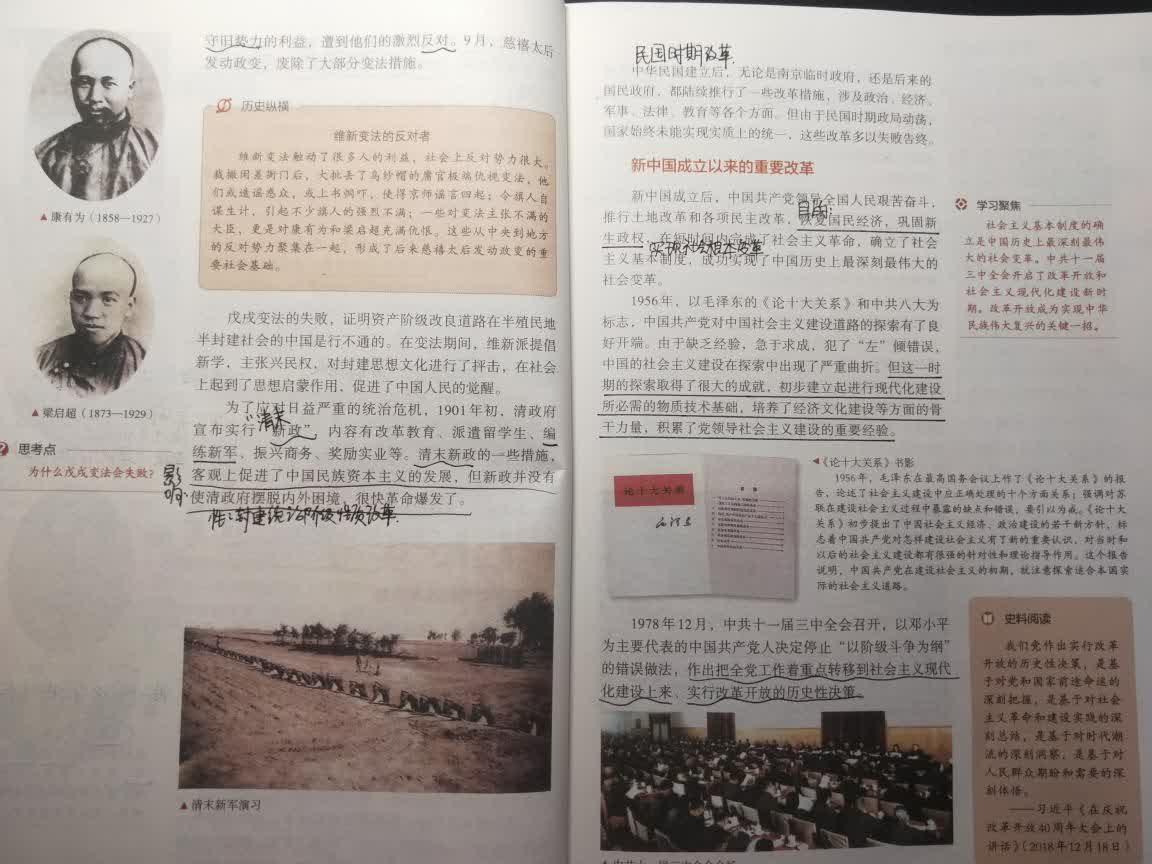 守旧势力的利益，遭到他们的激烈反对。9月，慈禧太后
发动政变，废除了大部分变法措施。
▲康有为（1858—1927）
▲梁启超（1873—1929）
历史纵横
维新变法的反对者
维新变法触动了很多人的利益，社会上反对势力很大。
裁撤闲差衙门后，大批丢了乌纱帽的庸官极端仇视变法，他
们或造谣惑众，或上书恫吓，使得京师谣言四起；令旗人自
谋生计，引起不少旗人的强烈不满；一些对变法主张不满的
大臣，更是对康有为和梁启超充满仇恨。这些从中央到地方
的反对势力聚集在一起，形成了后来慈禧太后发动政变的重
要社会基础。
戊戌变法的失败，证明资产阶级改良道路在半殖民地
半封建社会的中国是行不通的。在变法期间，维新派提倡
新学，主张兴民权，对封建思想文化进行了抨击，在社会
上起到了思想启蒙作用，促进了中国人民的觉醒。
为了应对日益严重的统治危机，1901年初，清政府
清末
宣布实行“新政”，内容有改革教育、派遣留学生、编
练新军、振兴商务、奖励实业等。清末新政的一些措施，
客观上促进了中国民族资本主义的发展，但新政并没有
使清政府摆脱内外困境，很快革命爆发了。
影响:
性:封建统治阶级性质改革.
思考点
为什么戊戌变法会失败？
▲清末新军演习
民国时期改革.
中华民国建立后，无论是南京临时政府，还是后来的
国民政府，都陆续推行了一些改革措施，涉及政治、经济、
军事、法律、教育等各个方面。但由于民国时期政局动荡，
国家始终未能实现实质上的统一，这些改革多以失败告终。
新中国成立以来的重要改革
新中国成立后，中国共产党领导全国人民艰苦奋斗，
目的:
推行土地改革和各项民主改革，恢复国民经济，巩固新
生政权，在短时间内完成了社会主义革命，确立了社会
主义基本制度，成功实现了中国历史上最深刻最伟大的
社会变革。
1956年，以毛泽东的《论十大关系》和中共八大为
标志，中国共产党对中国社会主义建设道路的探索有了良
好开端。由于缺乏经验，急于求成，犯了“左”倾错误，
中国的社会主义建设在探索中出现了严重曲折。但这一时
期的探索取得了很大的成就，初步建立起进行现代化建设
所必需的物质技术基础，培养了经济文化建设等方面的骨
干力量，积累了党领导社会主义建设的重要经验。
学习聚焦
社会主义基本制度的确
立是中国历史上最深刻最伟
大的社会变革。中共十一届
三中全会开启了改革开放和
社会主义现代化建设新时
期。改革开放成为实现中华
民族伟大复兴的关键一招。
论十大关系
毛泽东
◀《论十大关系》书影
1956年，毛泽东在最高国务会议上作了《论十大关系》的报
告，论述了社会主义建设中应正确处理的十个方面关系；强调对苏
联在建设社会主义过程中暴露的缺点和错误，要引以为戒。《论十大
关系》初步提出了中国社会主义经济、政治建设的若干新方针，标
志着中国共产党对怎样建设社会主义有了新的重要认识，对当时和
以后的社会主义建设都有很强的针对性和理论指导作用。这个报告
说明，中国共产党在建设社会主义的初期，就注意探索适合本国实
际的社会主义道路。
1978年12月，中共十一届三中全会召开，以邓小平
为主要代表的中国共产党人决定停止“以阶级斗争为纲”
的错误做法，作出把全党工作着重点转移到社会主义现代
化建设上来、实行改革开放的历史性决策。
史料阅读
我们党作出实行改革
开放的历史性决策，是基
于对党和国家前途命运的
深刻把握，是基于对社会
主义革命和建设实践的深
刻总结，是基于对时代潮
流的深刻洞察，是基于对
人民群众期盼和需要的深
刻体悟。
——习近平《在庆祝
改革开放40周年大会上的
讲话》（2018年12月18日）